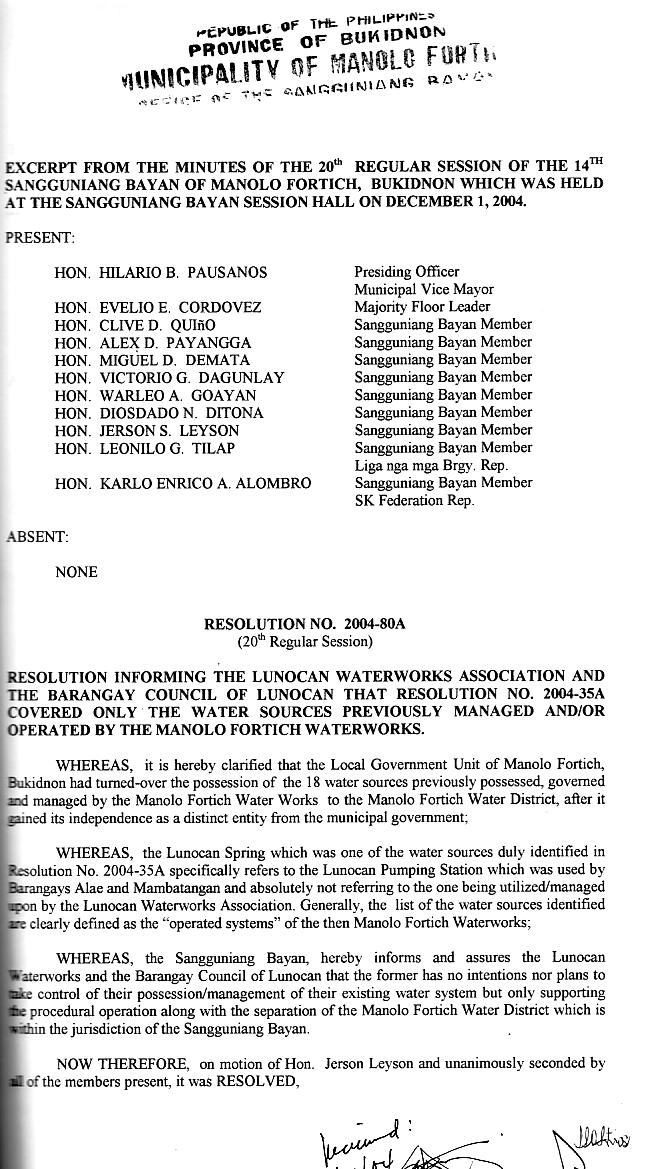 REPUBLIC OF THE PHILIPPINES
PROVINCE OF BUKIDNON
MUNICIPALITY OF MANOLO FORTI
OFFICE OF THE SANGGUNIANG BAYAN
EXCERPT FROM THE MINUTES OF THE 20th REGULAR SESSION OF THE 14TH
SANGGUNIANG BAYAN OF MANOLO FORTICH, BUKIDNON WHICH WAS HELD
AT THE SANGGUNIANG BAYAN SESSION HALL ON DECEMBER 1, 2004.
PRESENT:
HON. HILARIO B. PAUSANOS Presiding Officer
Municipal Vice Mayor
HON. EVELIO E. CORDOVEZ Majority Floor Leader
HON. CLIVE D. QUIñO Sangguniang Bayan Member
HON. ALEX D. PAYANGGA Sangguniang Bayan Member
HON. MIGUEL D. DEMATA Sangguniang Bayan Member
HON. VICTORIO G. DAGUNLAY Sangguniang Bayan Member
HON. WARLEO A. GOAYAN Sangguniang Bayan Member
HON. DIOSDADO N. DITONA Sangguniang Bayan Member
HON. JERSON S. LEYSON Sangguniang Bayan Member
HON. LEONILO G. TILAP Sangguniang Bayan Member
Liga nga mga Brgy. Rep.
HON. KARLO ENRICO A. ALOMBRO Sangguniang Bayan Member
SK Federation Rep.
ABSENT:
NONE
RESOLUTION NO. 2004-80A
(20th Regular Session)
RESOLUTION INFORMING THE LUNOCAN WATERWORKS ASSOCIATION AND
THE BARANGAY COUNCIL OF LUNOCAN THAT RESOLUTION NO. 2004-35A
COVERED ONLY THE WATER SOURCES PREVIOUSLY MANAGED AND/OR
OPERATED BY THE MANOLO FORTICH WATERWORKS.
WHEREAS, it is hereby clarified that the Local Government Unit of Manolo Fortich,
Bukidnon had turned-over the possession of the 18 water sources previously possessed, governed
and managed by the Manolo Fortich Water Works to the Manolo Fortich Water District, after it
gained its independence as a distinct entity from the municipal government;
WHEREAS, the Lunocan Spring which was one of the water sources duly identified in
Resolution No. 2004-35A specifically refers to the Lunocan Pumping Station which was used by
Barangays Alae and Mambatangan and absolutely not referring to the one being utilized/managed
upon by the Lunocan Waterworks Association. Generally, the list of the water sources identified
are clearly defined as the “operated systems” of the then Manolo Fortich Waterworks;
WHEREAS, the Sangguniang Bayan, hereby informs and assures the Lunocan
Waterworks and the Barangay Council of Lunocan that the former has no intentions nor plans to
take control of their possession/management of their existing water system but only supporting
the procedural operation along with the separation of the Manolo Fortich Water District which is
within the jurisdiction of the Sangguniang Bayan.
NOW THEREFORE, on motion of Hon. Jerson Leyson and unanimously seconded by
all of the members present, it was RESOLVED,